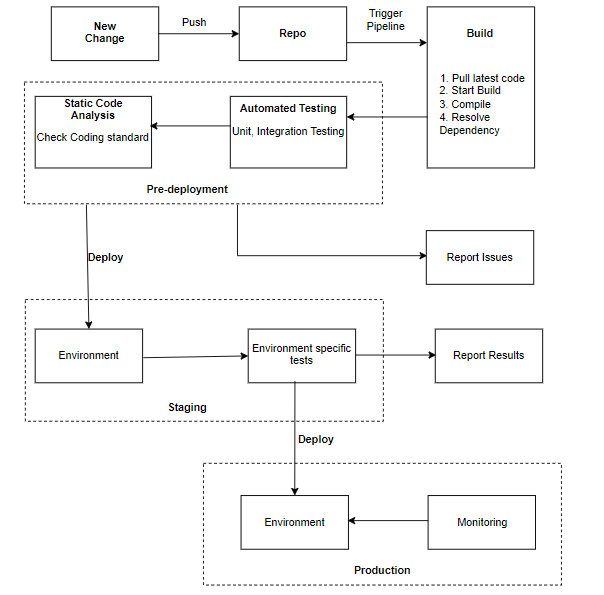 New
Change
Push
Repo
Trigger
Pipeline
Build
1. Pull latest code
2. Start Build
3. Compile
4. Resolve
Dependency
Static Code
Analysis
Check Coding standard
Automated Testing
Unit, Integration Testing
Pre-deployment
Deploy
Report Issues
Environment
Environment specific
tests
Report Results
Staging
Deploy
Environment
Monitoring
Production